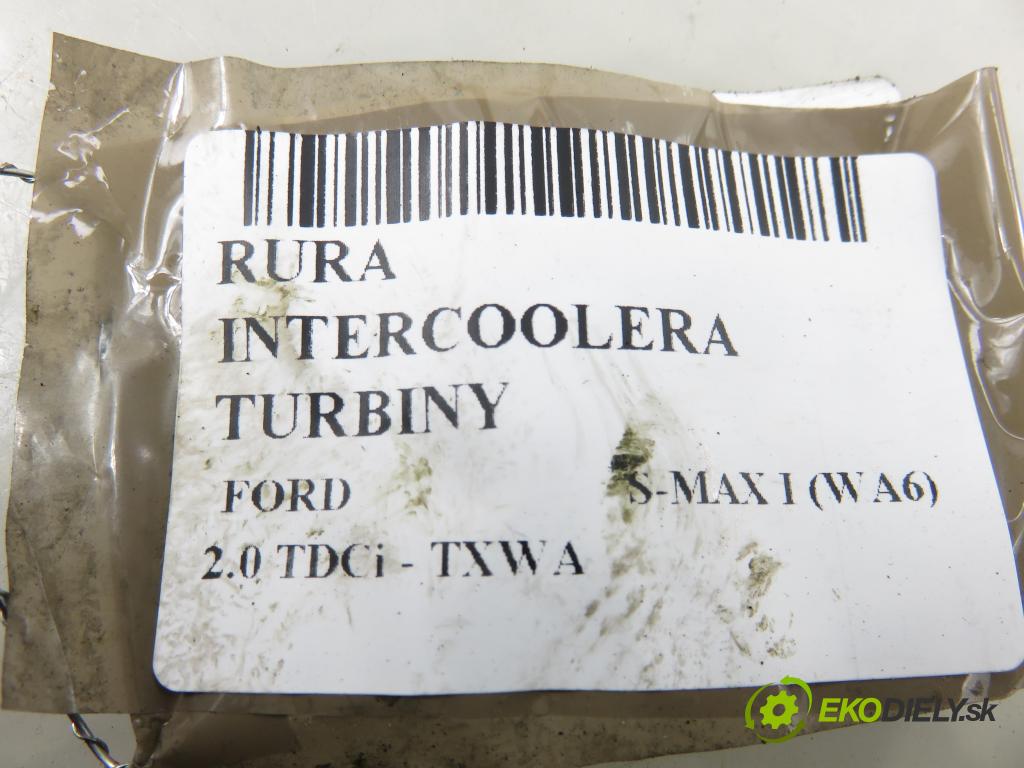 RURA
INTERCOOLERA
TURBINY
FORD S-MAX I (WA6)
2.0 TDCi - TXWA
EKODIELY.sk